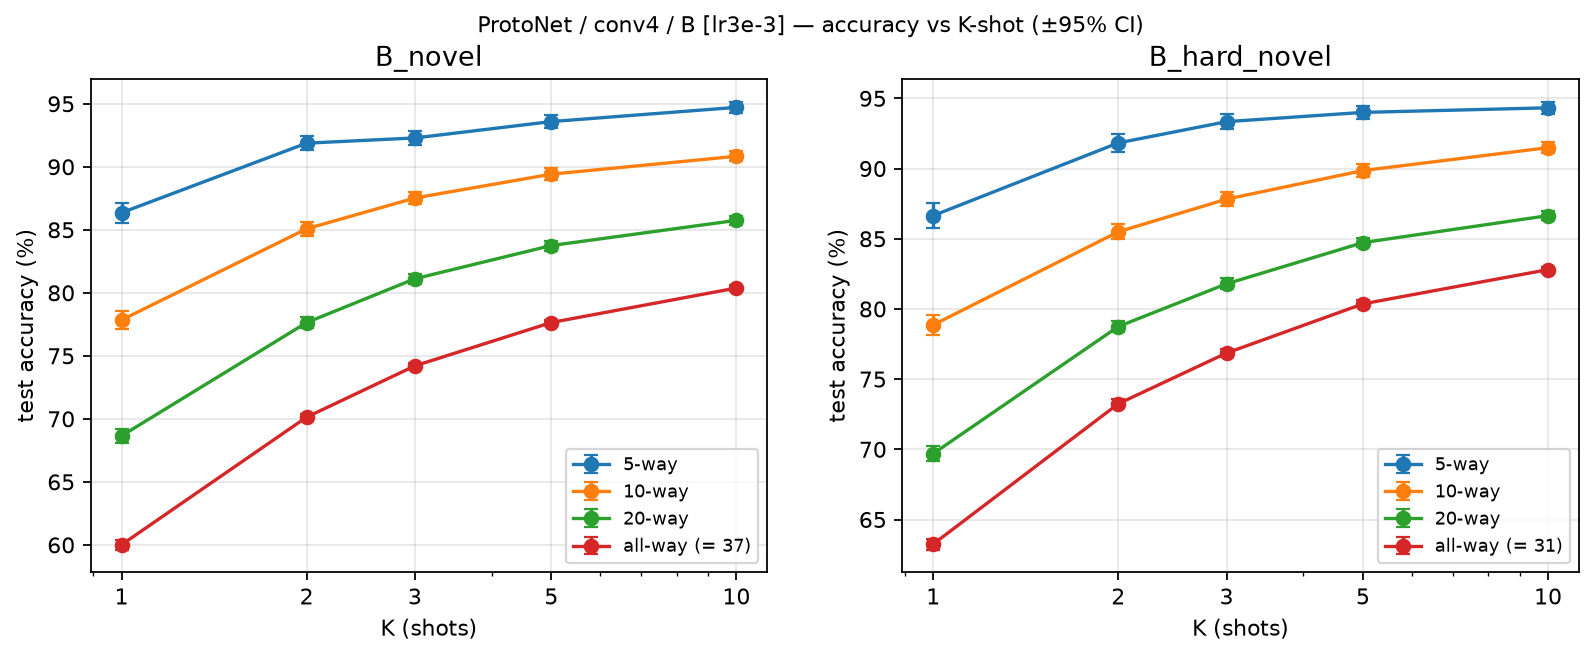 ProtoNet / conv4 / B [lr3e-3] — accuracy vs K-shot (±95% CI)
B_novel
95
90
85
80
75
70
65
60
test accuracy (%)
1
2
3
5
10
K (shots)
5-way
10-way
20-way
all-way (= 37)
B_hard_novel
95
90
85
80
75
70
65
test accuracy (%)
1
2
3
5
10
K (shots)
5-way
10-way
20-way
all-way (= 31)